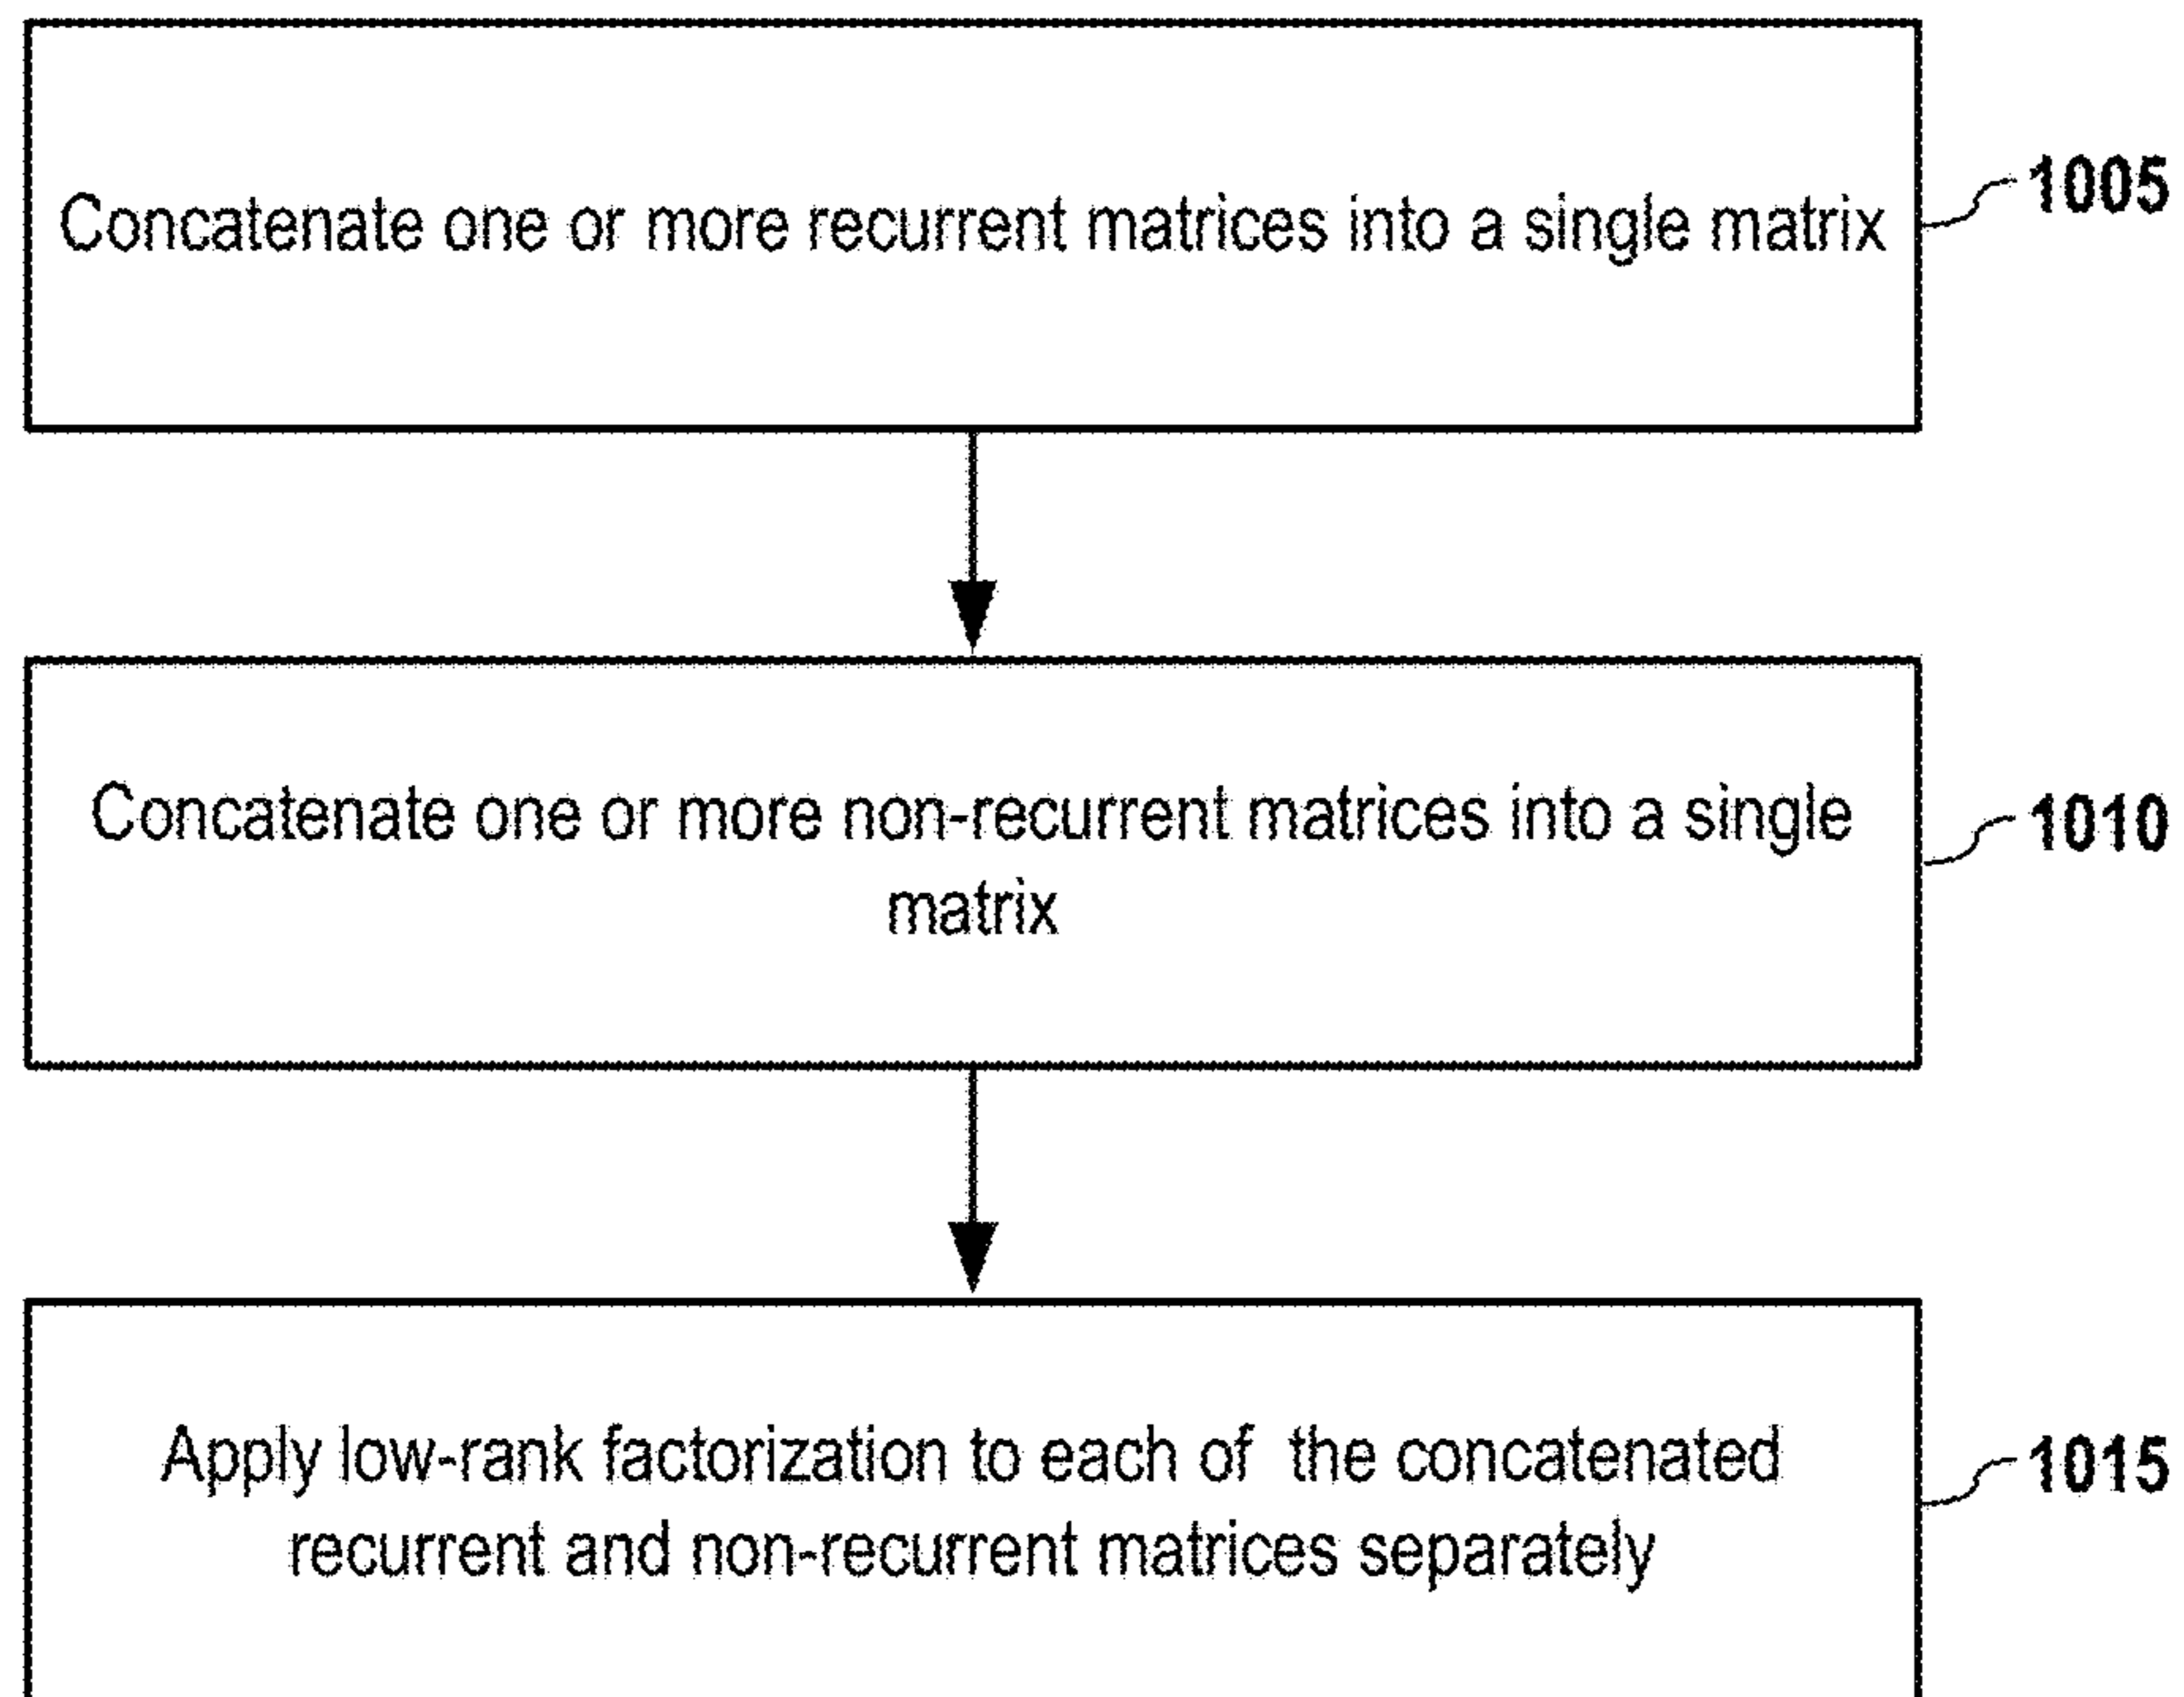 Concatenate one or more recurrent matrices into a single matrix
1005
Concatenate one or more non-recurrent matrices into a single
matrix
1010
Apply low-rank factorization to each of the concatenated
recurrent and non-recurrent matrices separately
1015